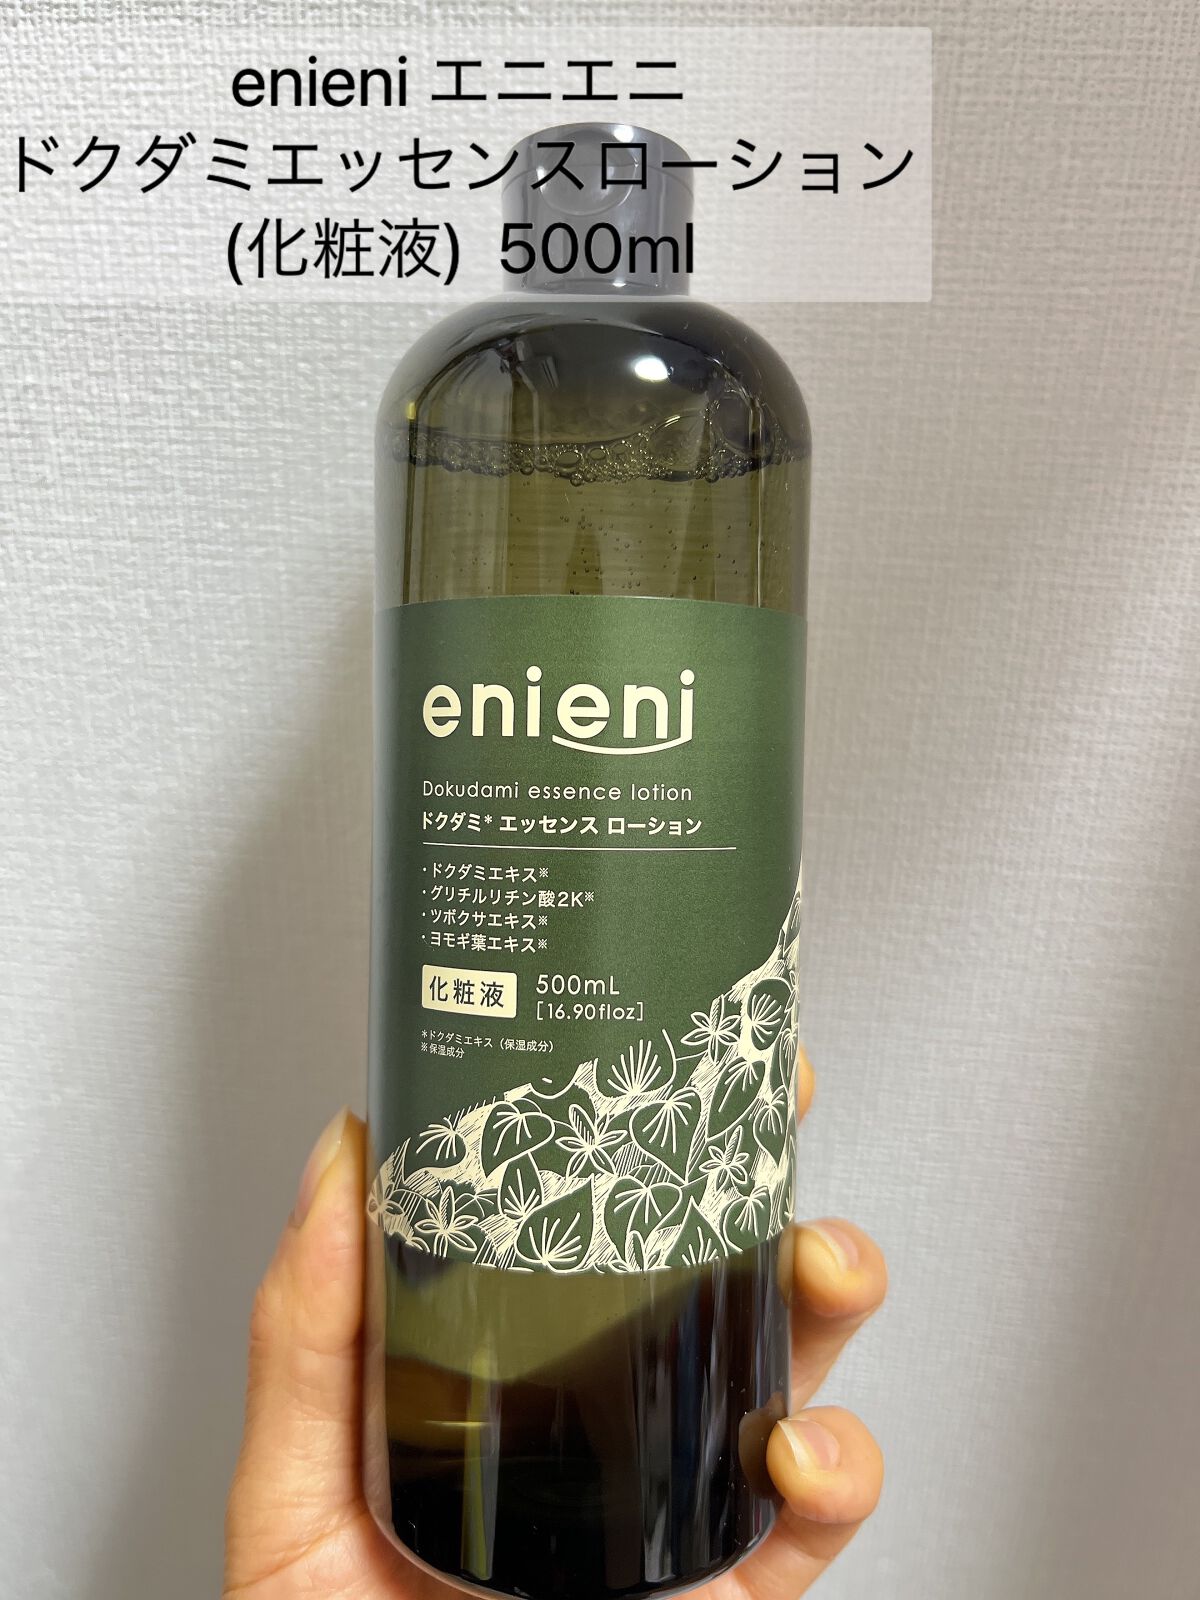 enieni エニエニ
ドクダミエッセンスローション
(化粧液) 500ml
enieni
Dokudami essence lotion
ドクダミ* エッセンス ローション
・ドクダミエキス※
・グリチルリチン酸2K※
・ツボクサエキス※
・ヨモギ葉エキス※
化粧液
500mL
[16.90floz]
*ドクダミエキス（保湿成分）
※保湿成分